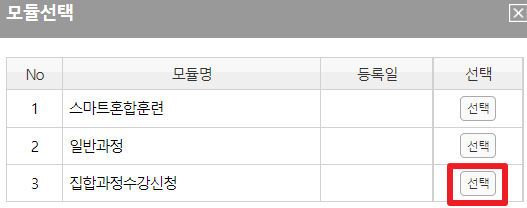 모듈선택
No 모듈명 등록일 선택
1 스마트혼합훈련 선택
2 일반과정 선택
3 집합과정수강신청 선택